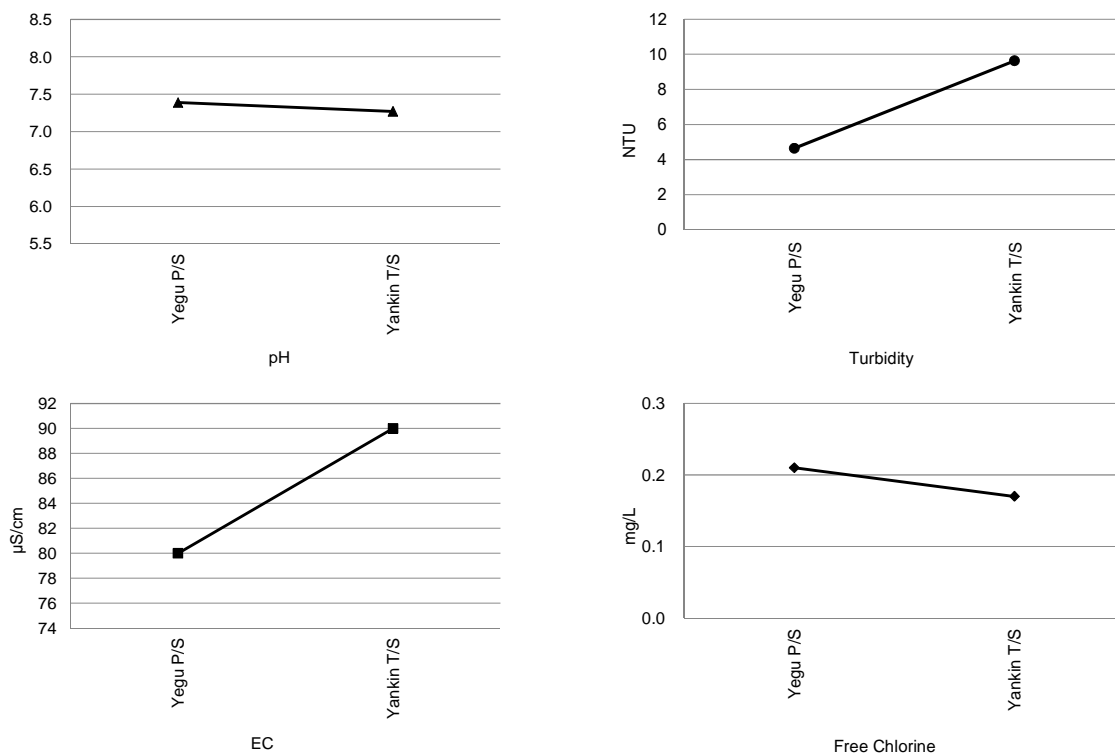 8.5
8.0
7.5
7.0
6.5
6.0
5.5
Yegu P/S
Yankin T/S
pH
12
10
8
6
4
2
0
NTU
Yegu P/S
Yankin T/S
Turbidity
92
90
88
86
84
82
80
78
76
74
µS/cm
Yegu P/S
Yankin T/S
EC
0.3
0.2
0.1
0.0
mg/L
Yegu P/S
Yankin T/S
Free Chlorine